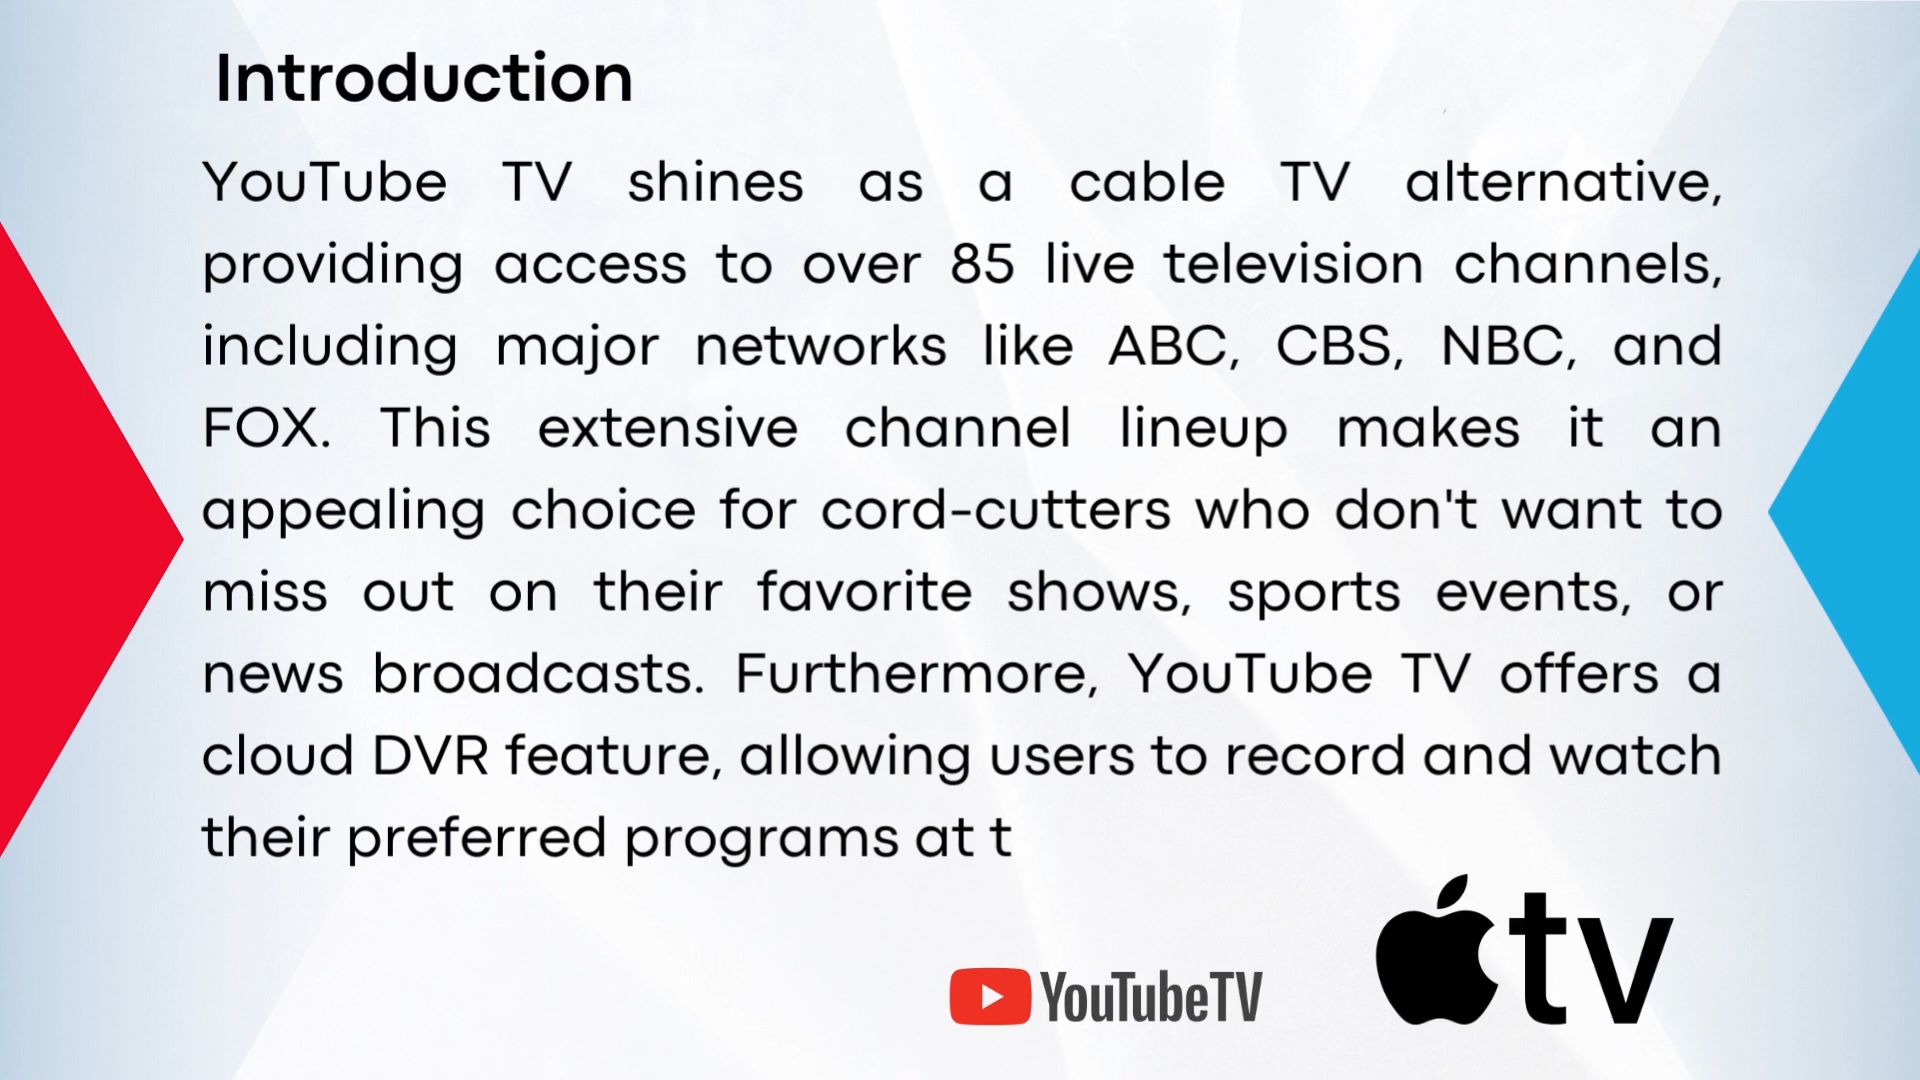 Introduction
YouTube TV shines as a cable TV alternative,
providing access to over 85 live television channels,
including major networks like ABC, CBS, NBC, and
FOX. This extensive channel lineup makes it an
appealing choice for cord-cutters who don't want to
miss out on their favorite shows, sports events, or
news broadcasts. Furthermore, YouTube TV offers a
cloud DVR feature, allowing users to record and watch
their preferred programs at t
YouTubeTV
tv